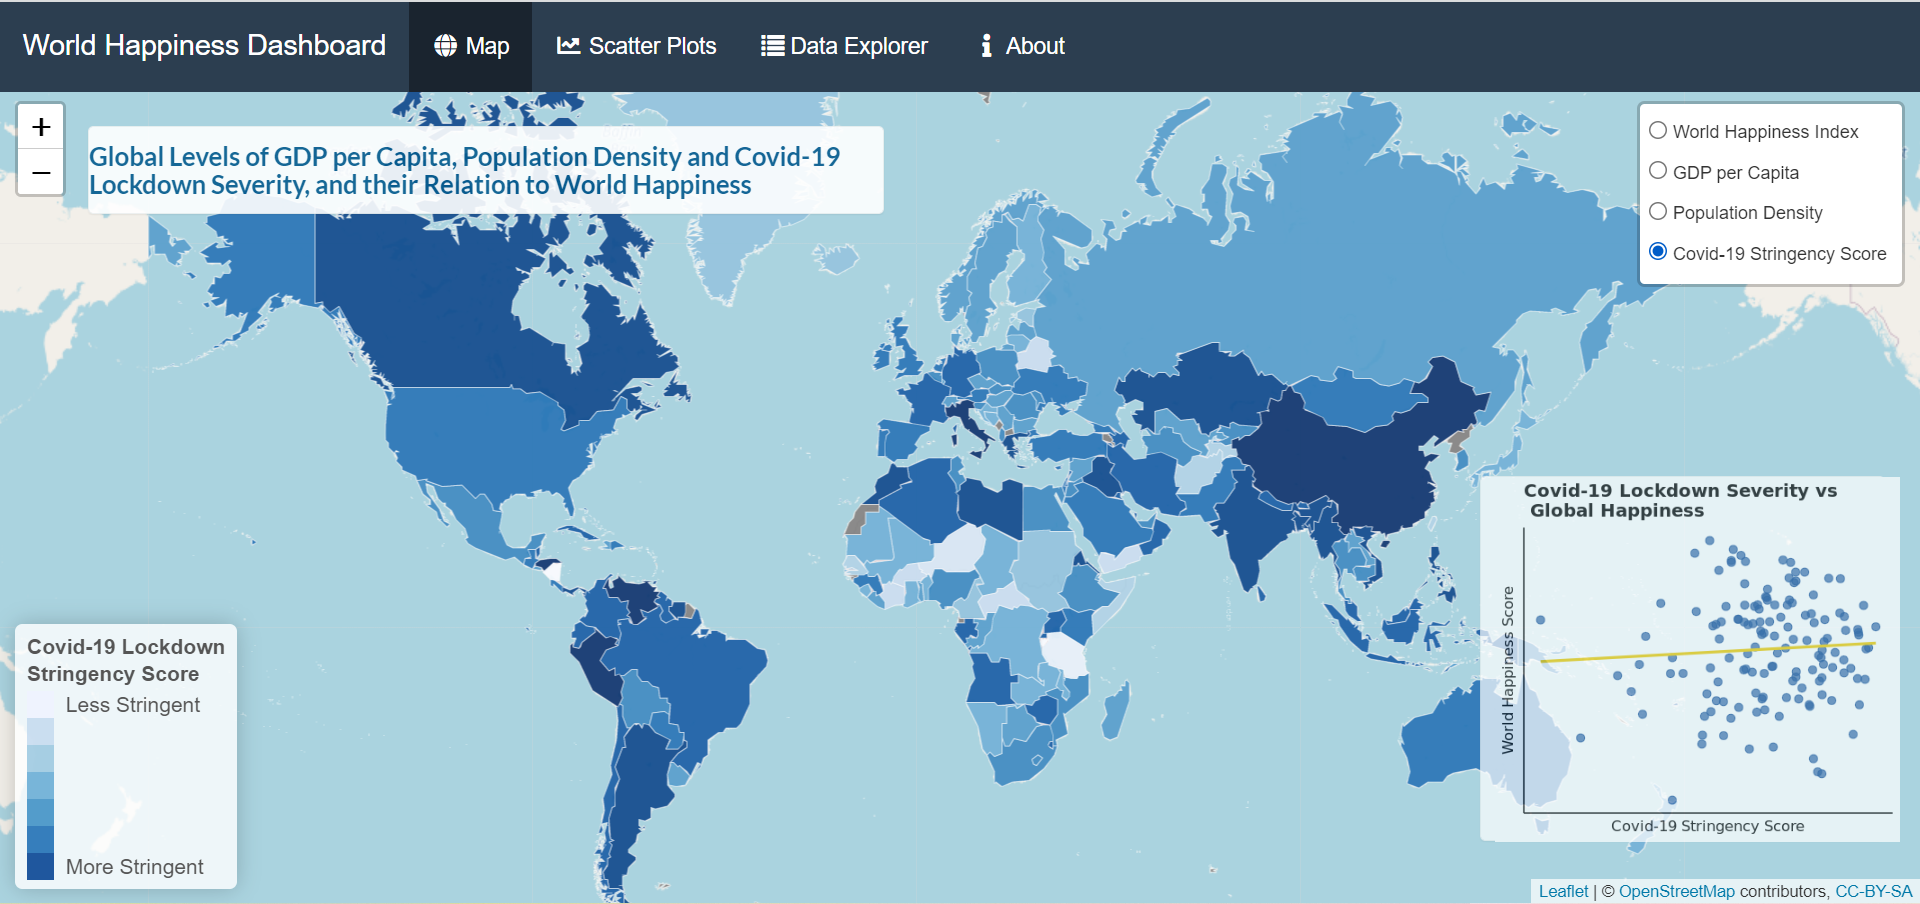 World Happiness Dashboard
Map
Scatter Plots
Data Explorer
About
+
−
Global Levels of GDP per Capita, Population Density and Covid-19
Lockdown Severity, and their Relation to World Happiness
World Happiness Index
GDP per Capita
Population Density
Covid-19 Stringency Score
Covid-19 Lockdown Severity vs
Global Happiness
World Happiness Score
Covid-19 Stringency Score
Covid-19 Lockdown
Stringency Score
Less Stringent
More Stringent
Leaflet | © OpenStreetMap contributors, CC-BY-SA